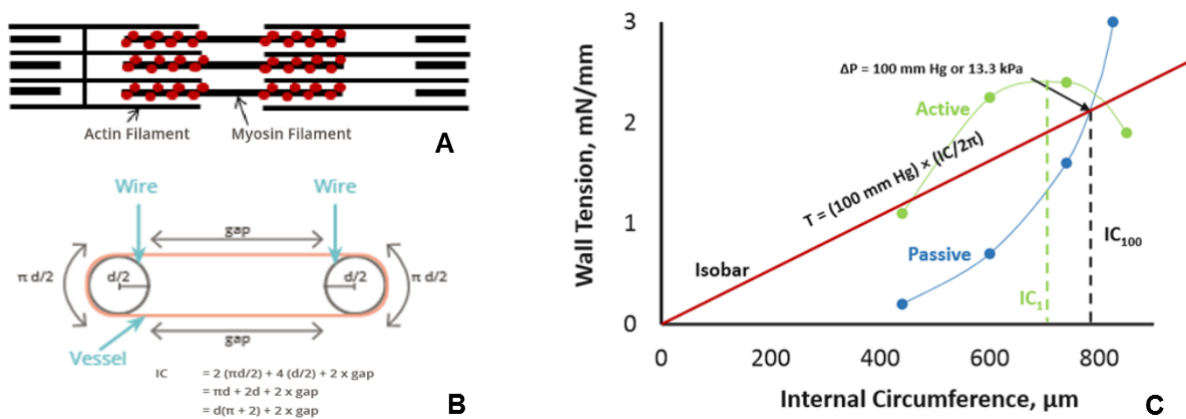 Actin Filament
Myosin Filament
A
Wire
Wire
gap
π d/2
d/2
d/2
π d/2
gap
Vessel
IC = 2 (πd/2) + 4 (d/2) + 2 x gap
= πd + 2d + 2 x gap
= d(π + 2) + 2 x gap
B
Wall Tension, mN/mm
3
2
1
0
ΔP = 100 mm Hg or 13.3 kPa
Active
T = (100 mm Hg) × (IC/2π)
Passive
Isobar
IC₁
IC₁₀₀
0
200
400
600
800
Internal Circumference, μm
C